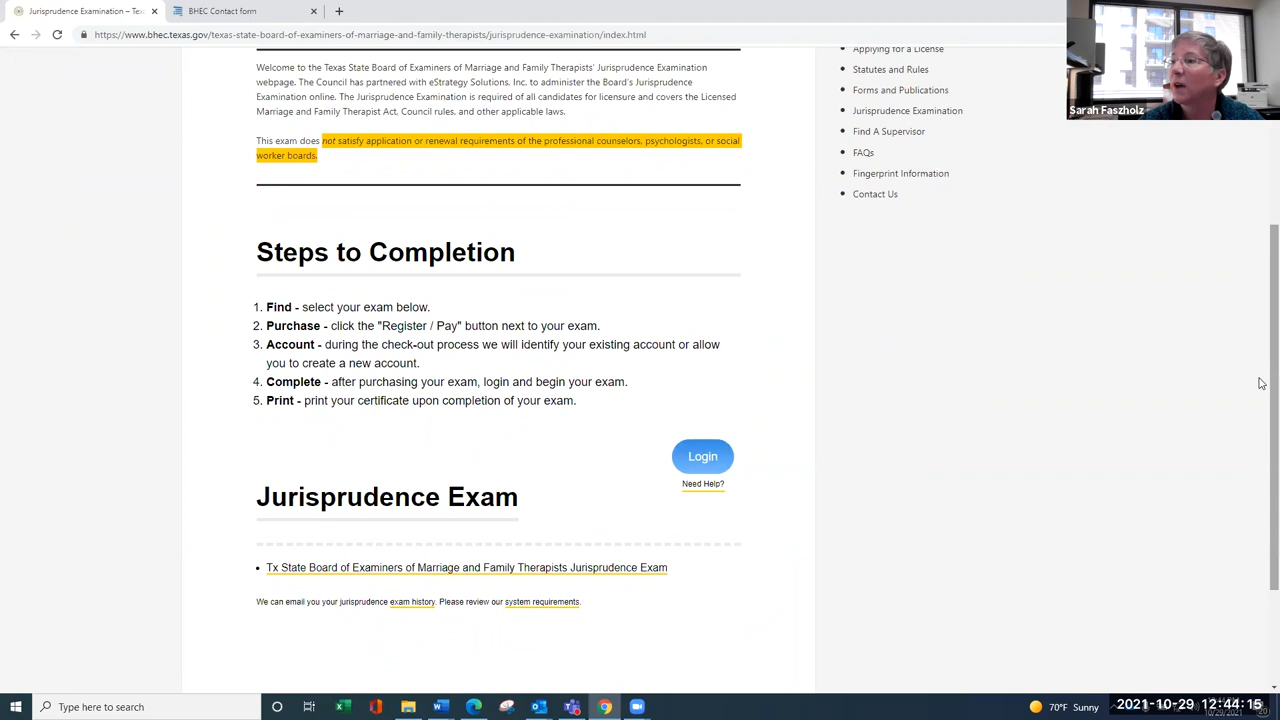 Jurisprudence Examination – Tex
BHEC Contact form
https://www.bhec.texas.gov/texas-state-board-of-examiners-of-marriage-and-family-therapists/jurisprudence-examination/index.html
Welcome to the Texas State Board of Examiners of Marriage and Family Therapists' Jurisprudence Examination
webpage. The Council has partnered with eStrategy Solutions, Inc. to administer the Board's Jurisprudence
Examination online. The Jurisprudence Examination is required of all candidates for licensure and covers the Licensed
Marriage and Family Therapist Act, Council rules, and other applicable laws.
This exam does not satisfy application or renewal requirements of the professional counselors, psychologists, or social
worker boards.
Steps to Completion
1. Find - select your exam below.
2. Purchase - click the "Register / Pay" button next to your exam.
3. Account - during the check-out process we will identify your existing account or allow
you to create a new account.
4. Complete - after purchasing your exam, login and begin your exam.
5. Print - print your certificate upon completion of your exam.
Login
Need Help?
Jurisprudence Exam
Tx State Board of Examiners of Marriage and Family Therapists Jurisprudence Exam
We can email you your jurisprudence exam history. Please review our system requirements.
Applying for a License
Statutes and Rules
Forms and Publications
Jurisprudence Examination
Find A Supervisor
FAQs
Fingerprint Information
Contact Us
Sarah Faszholz
Type here to search
70°F Sunny
2021-10-29 12:44:15